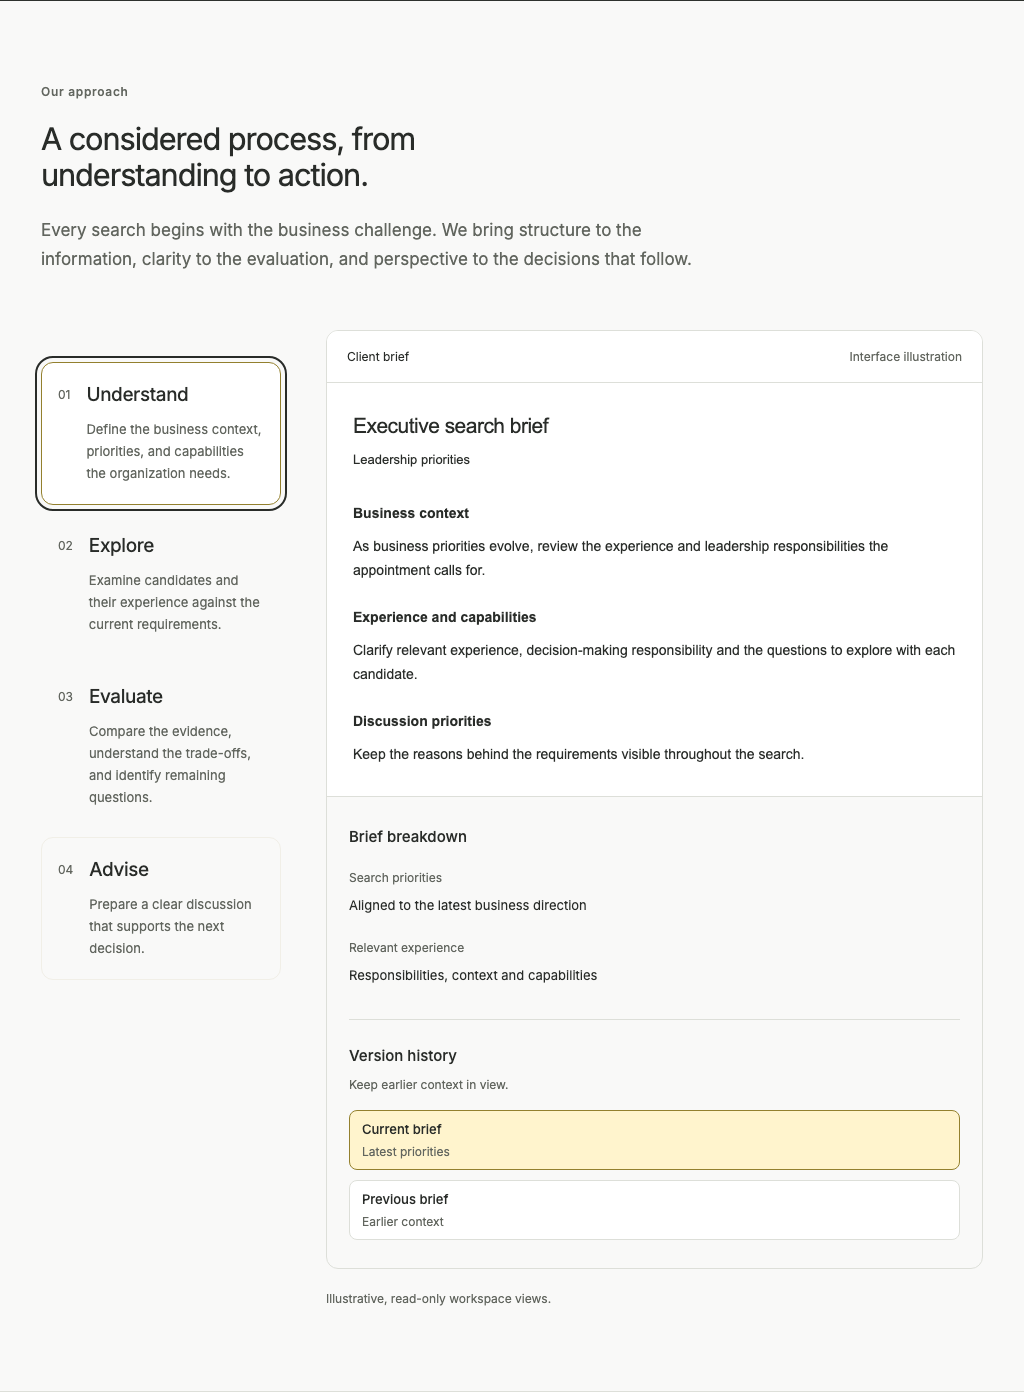 Our approach
A considered process, from
understanding to action.
Every search begins with the business challenge. We bring structure to the
information, clarity to the evaluation, and perspective to the decisions that follow.
01 Understand
Define the business context,
priorities, and capabilities
the organization needs.
02 Explore
Examine candidates and
their experience against the
current requirements.
03 Evaluate
Compare the evidence,
understand the trade-offs,
and identify remaining
questions.
04 Advise
Prepare a clear discussion
that supports the next
decision.
Client brief Interface illustration
Executive search brief
Leadership priorities
Business context
As business priorities evolve, review the experience and leadership responsibilities the
appointment calls for.
Experience and capabilities
Clarify relevant experience, decision-making responsibility and the questions to explore with each
candidate.
Discussion priorities
Keep the reasons behind the requirements visible throughout the search.
Brief breakdown
Search priorities
Aligned to the latest business direction
Relevant experience
Responsibilities, context and capabilities
Version history
Keep earlier context in view.
Current brief
Latest priorities
Previous brief
Earlier context
Illustrative, read-only workspace views.